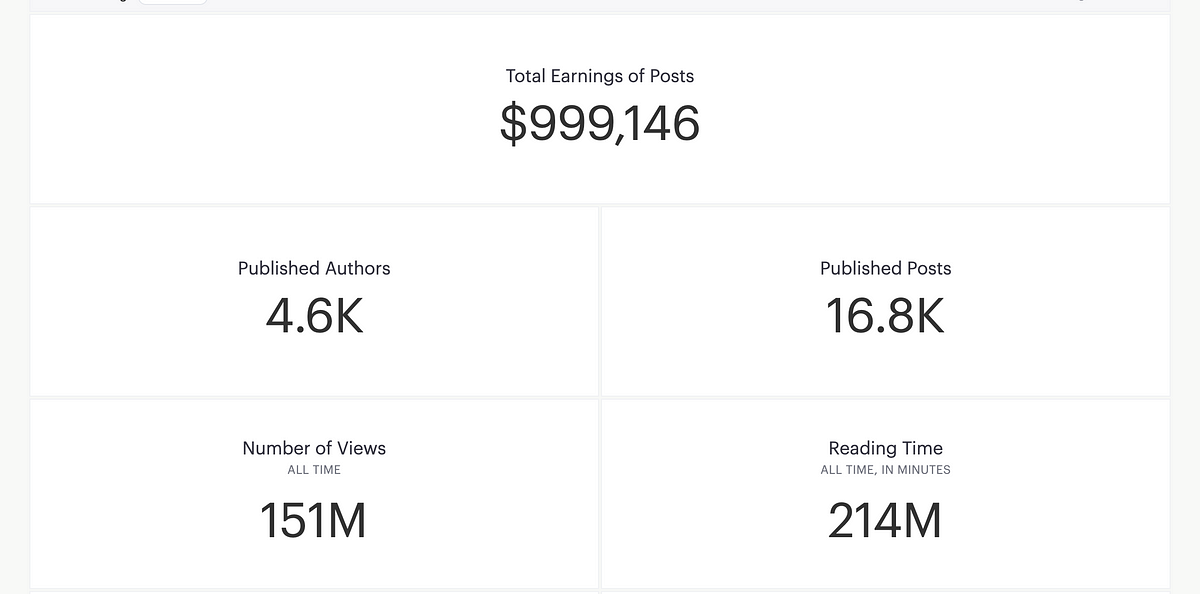 Total Earnings of Posts
$999,146
Published Authors
4.6K
Published Posts
16.8K
Number of Views
ALL TIME
151M
Reading Time
ALL TIME, IN MINUTES
214M